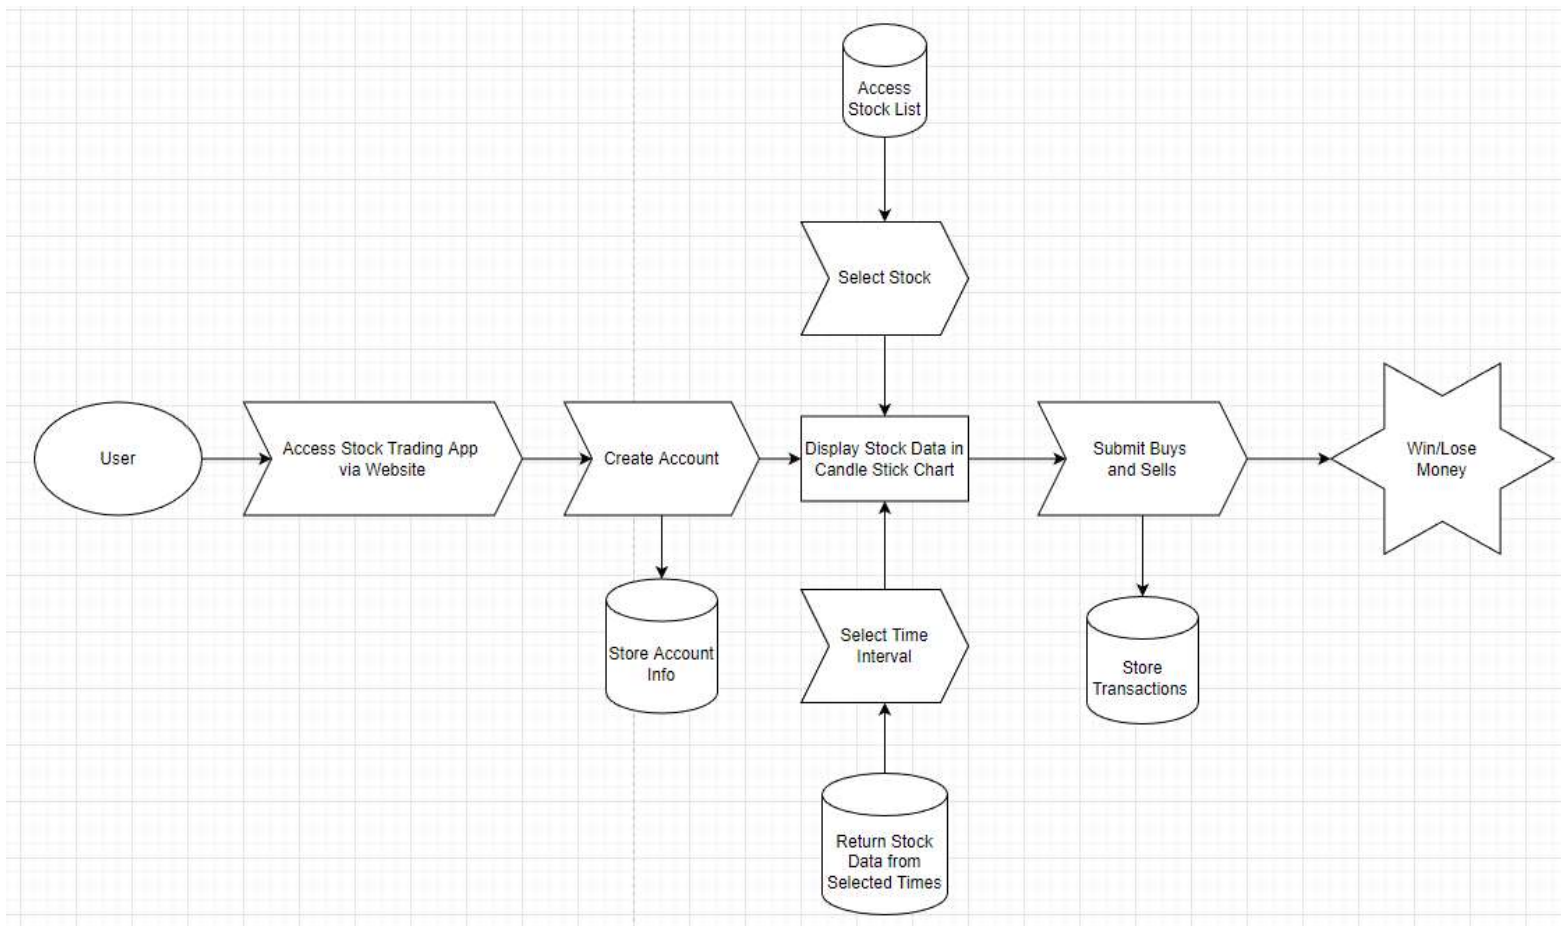 Access
Stock List
Select Stock
User
Access Stock Trading App
via Website
Create Account
Display Stock Data in
Candle Stick Chart
Submit Buys
and Sells
Win/Lose
Money
Store Account
Info
Select Time
Interval
Store
Transactions
Return Stock
Data from
Selected Times